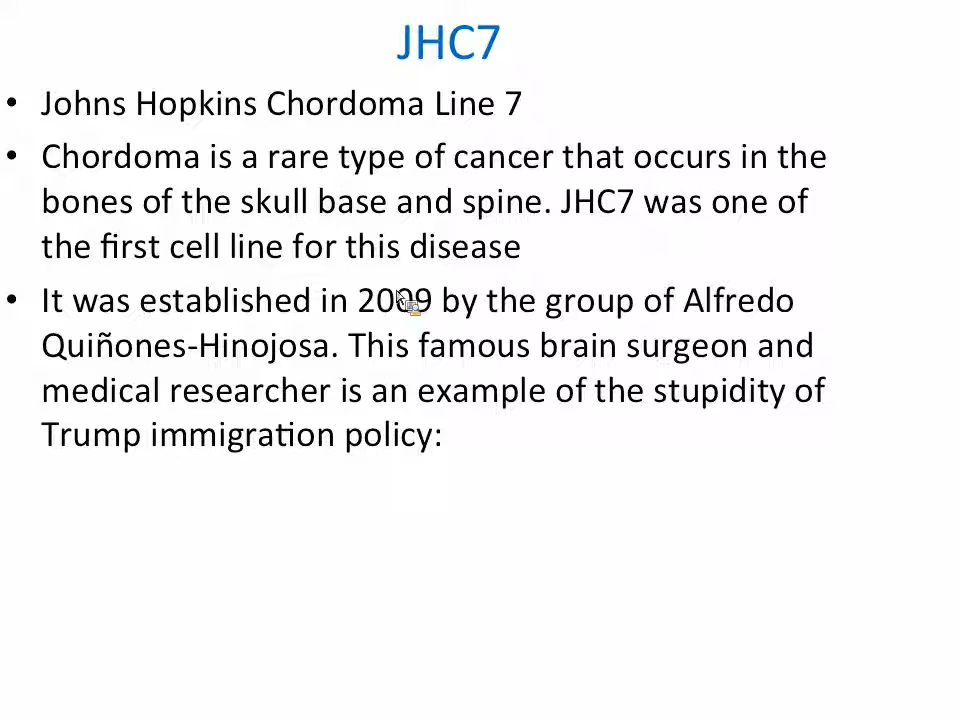 JHC7
• Johns Hopkins Chordoma Line 7
• Chordoma is a rare type of cancer that occurs in the
bones of the skull base and spine. JHC7 was one of
the first cell line for this disease
• It was established in 2009 by the group of Alfredo
Quiñones-Hinojosa. This famous brain surgeon and
medical researcher is an example of the stupidity of
Trump immigration policy: